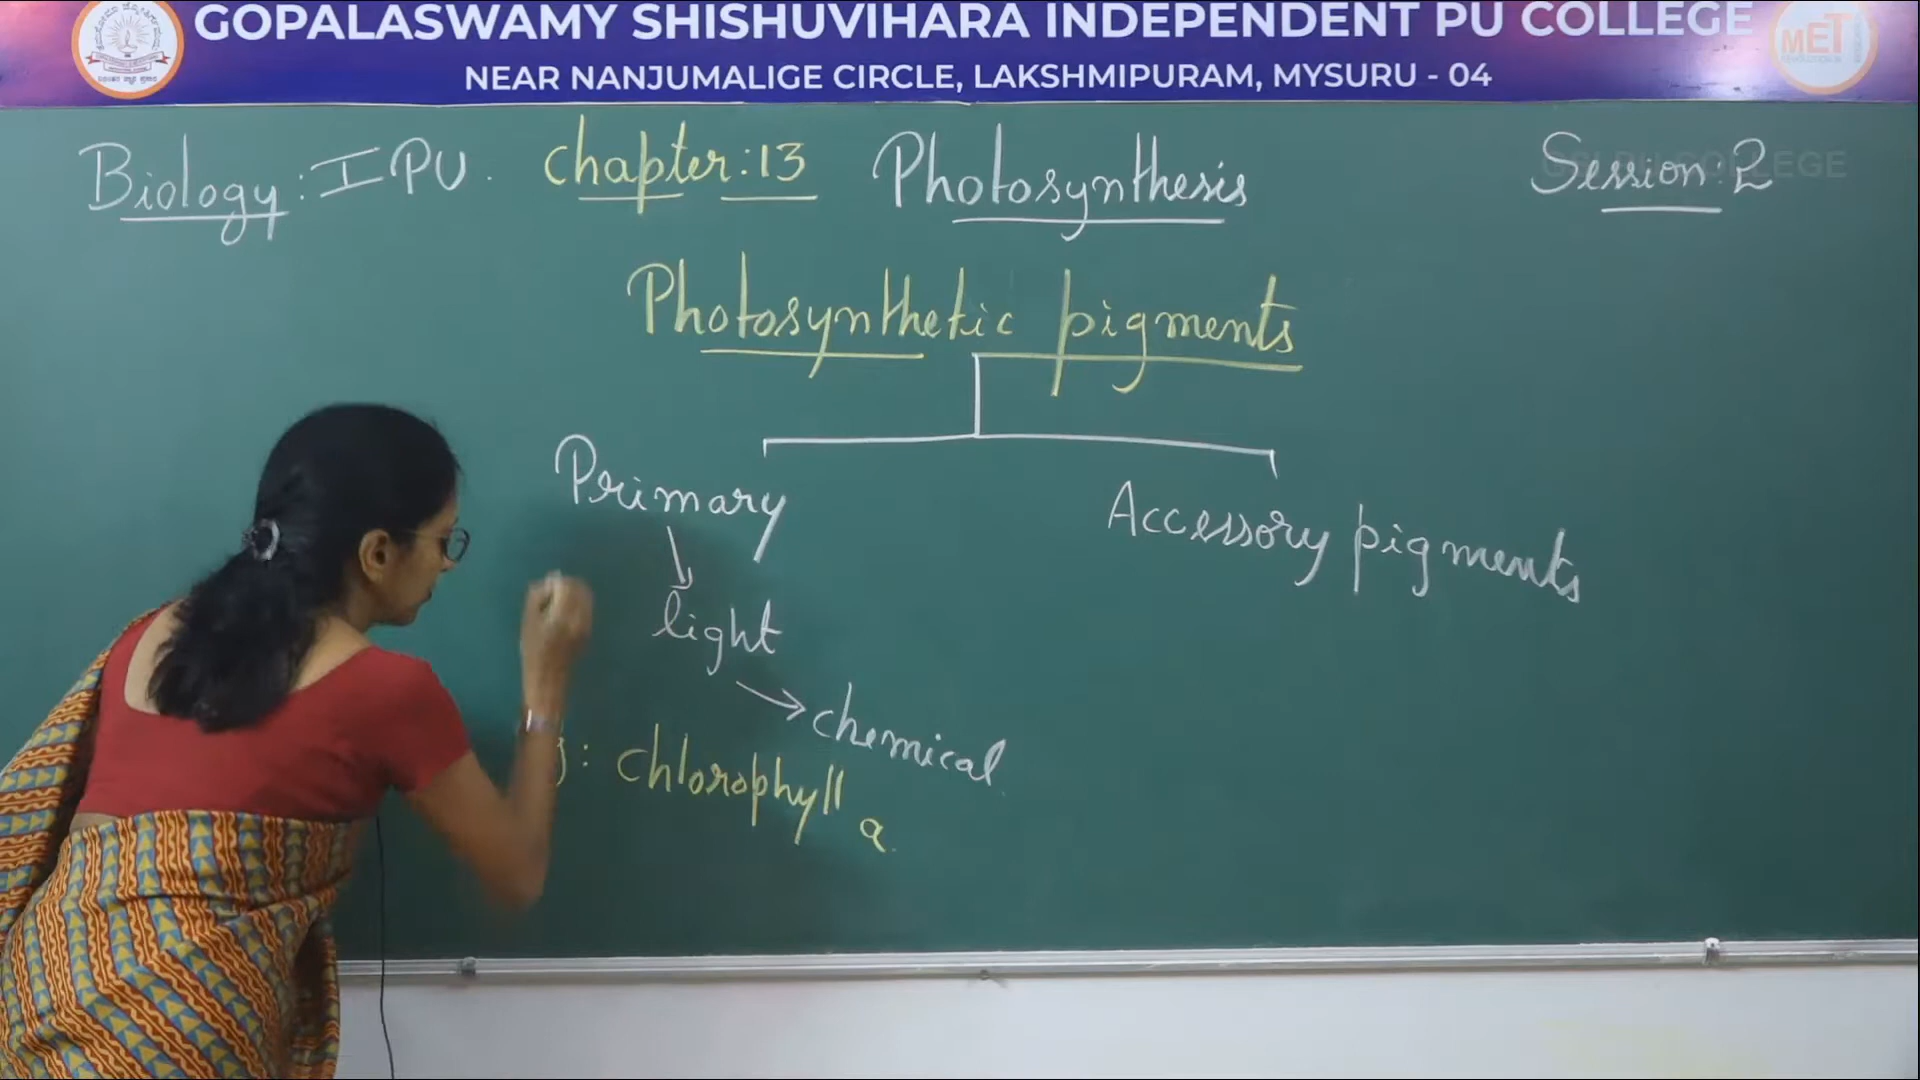 GOPALASWAMY SHISHUVIHARA INDEPENDENT PU COLLEGE
NEAR NANJUMALIGE CIRCLE, LAKSHMIPURAM, MYSURU - 04
MET
Biology: I PU. Chapter: 13 Photosynthesis Session: 2
Photosynthetic pigments
Primary
Accessory pigments
light
→ chemical
: chlorophyll a.